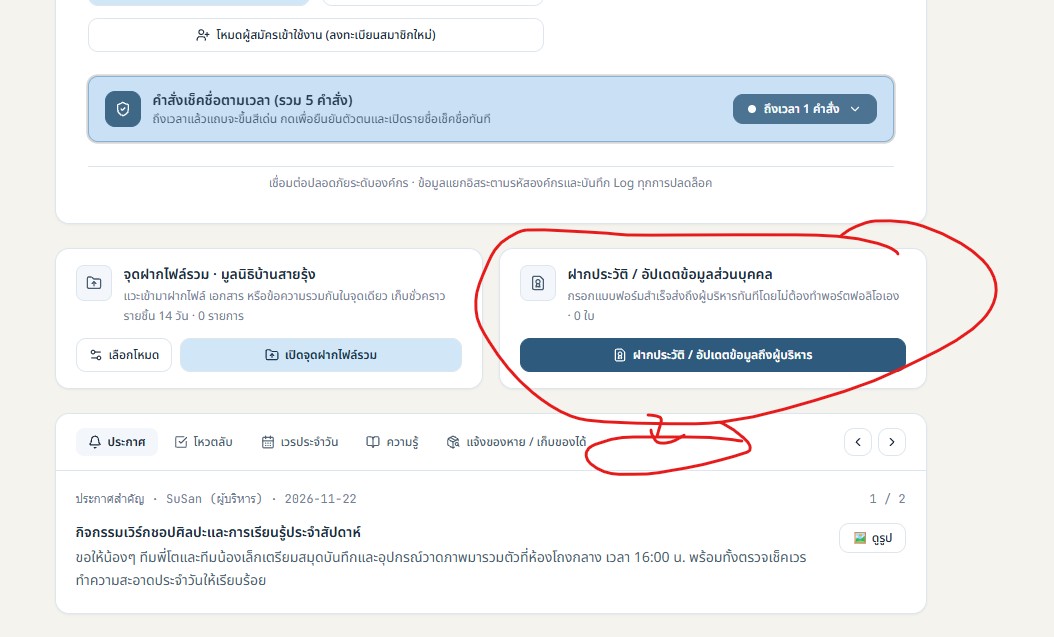 โหมดผู้สมัครเข้าใช้งาน (ลงทะเบียนสมาชิกใหม่)
คำสั่งเช็คชื่อตามเวลา (รวม 5 คำสั่ง)
ถึงเวลาแล้วแถบจะขึ้นสีเด่น กดเพื่อยืนยันตัวตนและเปิดรายชื่อเช็คชื่อทันที
ถึงเวลา 1 คำสั่ง
เชื่อมต่อปลอดภัยระดับองค์กร · ข้อมูลแยกอิสระตามรหัสองค์กรและบันทึก Log ทุกการปลดล็อค
จุดฝากไฟล์รวม · มูลนิธิบ้านสายรุ้ง
แวะเข้ามาฝากไฟล์ เอกสาร หรือข้อความรวมกันในจุดเดียว เก็บชั่วคราว
รายชิ้น 14 วัน · 0 รายการ
เลือกโหมด
เปิดจุดฝากไฟล์รวม
ฝากประวัติ / อัปเดตข้อมูลส่วนบุคคล
กรอกแบบฟอร์มสำเร็จส่งถึงผู้บริหารทันทีโดยไม่ต้องทำพอร์ตฟอลิโอเอง
· 0 ใบ
ฝากประวัติ / อัปเดตข้อมูลถึงผู้บริหาร
ประกาศ
โหวตลับ
เวรประจำวัน
ความรู้
แจ้งของหาย / เก็บของได้
ประกาศสำคัญ · SuSan (ผู้บริหาร) · 2026-11-22
1 / 2
กิจกรรมเวิร์กชอปศิลปะและการเรียนรู้ประจำสัปดาห์
ดูรูป
ขอให้น้องๆ ทีมพี่โตและทีมน้องเล็กเตรียมสมุดบันทึกและอุปกรณ์วาดภาพมารวมตัวที่ห้องโถงกลาง เวลา 16:00 น. พร้อมทั้งตรวจเช็คเวร
ทำความสะอาดประจำวันให้เรียบร้อย